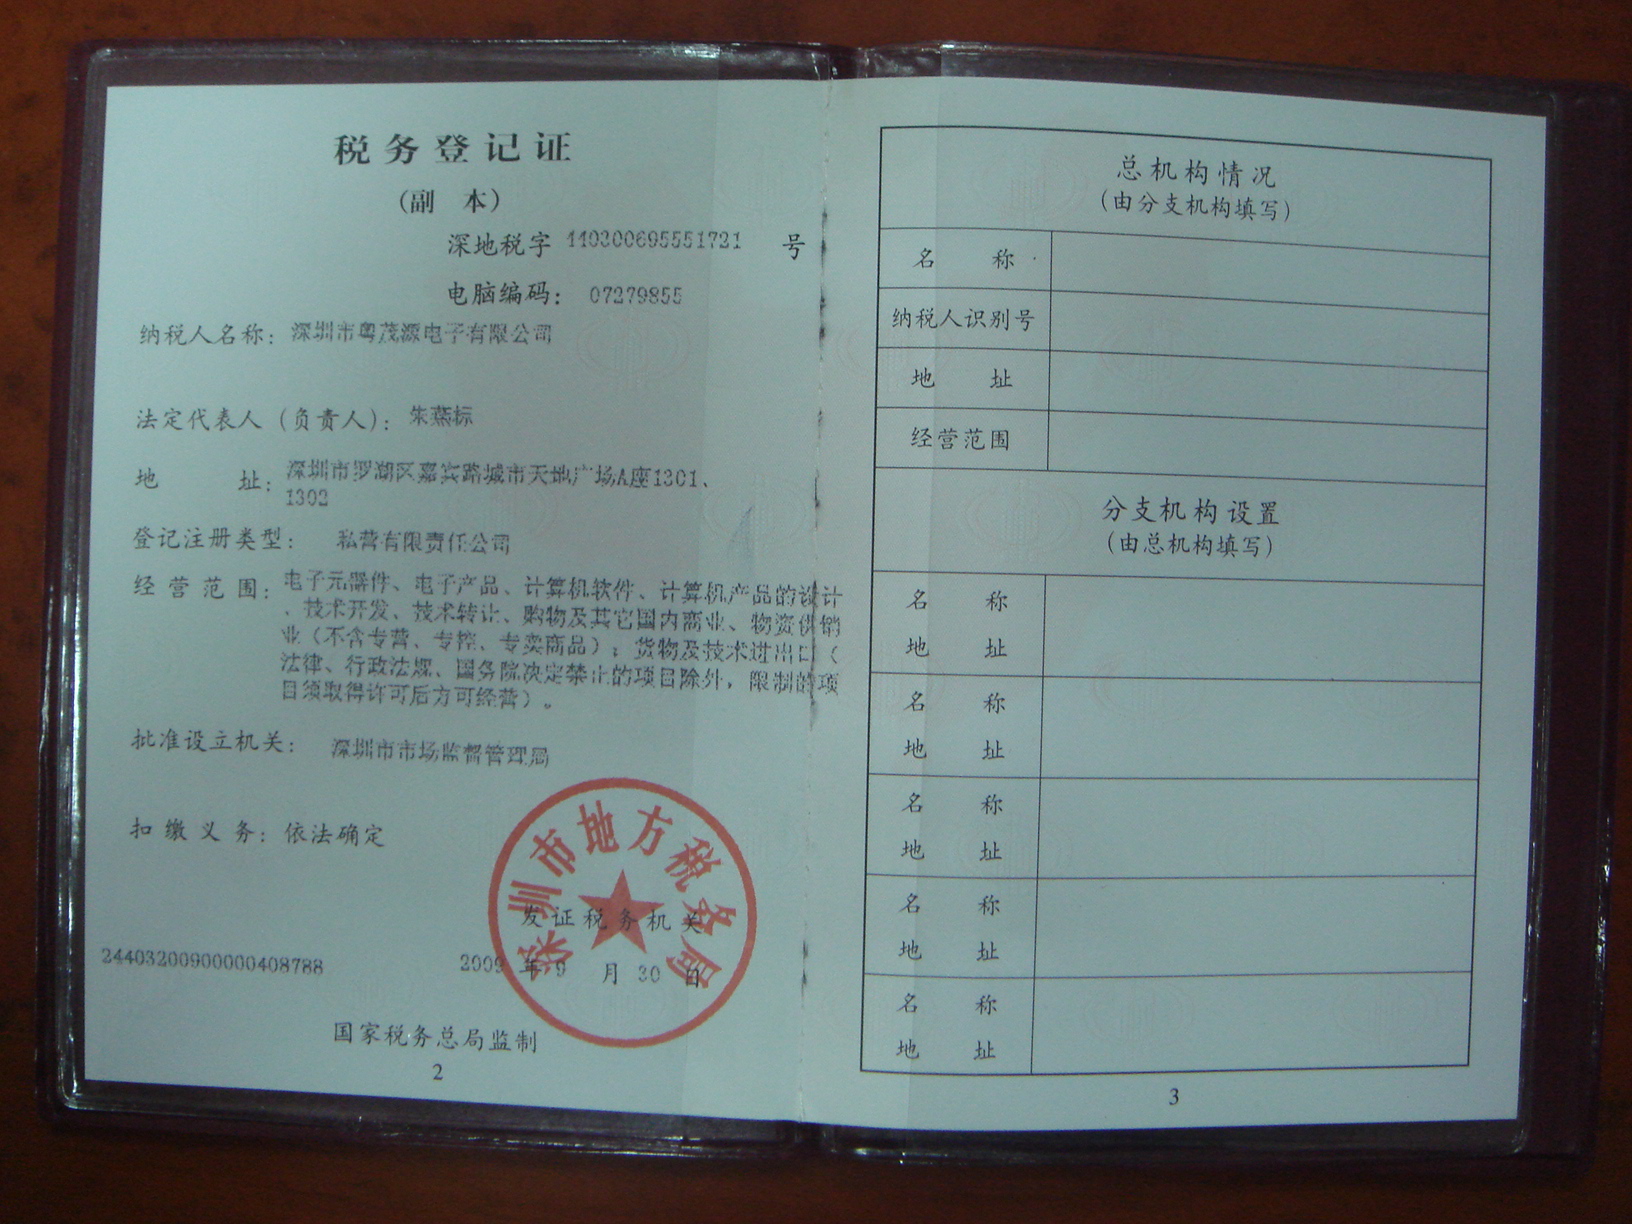 税务登记证
(副 本)
深地税字 440300695551721 号
电脑编码: 07279855
纳税人名称: 深圳市粤茂源电子有限公司
法定代表人(负责人): 朱燕标
地 址: 深圳市罗湖区嘉宾路城市天地广场A座1301、
1302
登记注册类型: 私营有限责任公司
经营范围: 电子元器件、电子产品、计算机软件、计算机产品的设计
、技术开发、技术转让、购物及其它国内商业、物资供销
业(不含专营、专控、专卖商品);货物及技术进出口(
法律、行政法规、国务院决定禁止的项目除外,限制的项
目须取得许可后方可经营)。
批准设立机关: 深圳市市场监督管理局
扣缴义务: 依法确定
深圳市地方税务局
发证税务机关
24403200900000408788
2009 年 9 月 30 日
国家税务总局监制
2
总机构情况
(由分支机构填写)
名 称
纳税人识别号
地 址
经营范围
分支机构设置
(由总机构填写)
名 称
地 址
名 称
地 址
名 称
地 址
名 称
地 址
名 称
地 址
3